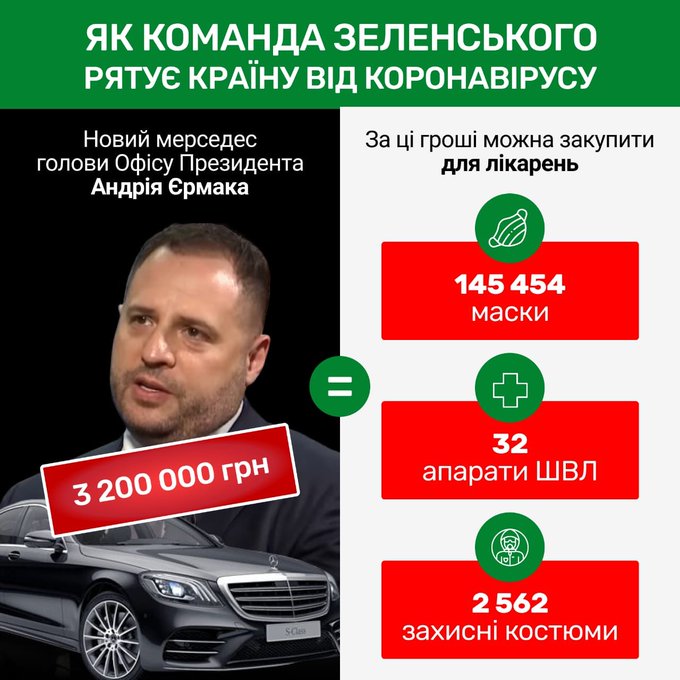 ЯК КОМАНДА ЗЕЛЕНСЬКОГО
РЯТУЄ КРАЇНУ ВІД КОРОНАВІРУСУ
Новий мерседес
голови Офісу Президента
Андрія Єрмака
3 200 000 грн
S-Class
=
За ці гроші можна закупити
для лікарень
145 454
маски
32
апарати ШВЛ
2 562
захисні костюми